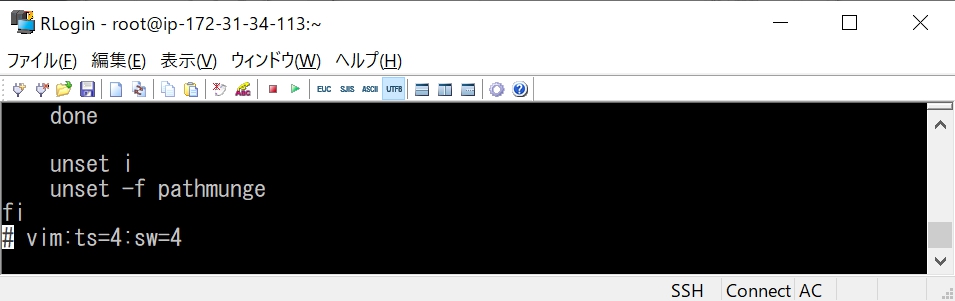 RLogin - root@ip-172-31-34-113:~
ファイル(F) 編集(E) 表示(V) ウィンドウ(W) ヘルプ(H)
ABC EUC SJIS ASCII UTF8
done
unset i
unset -f pathmunge
fi
# vim:ts=4:sw=4
SSH Connect AC